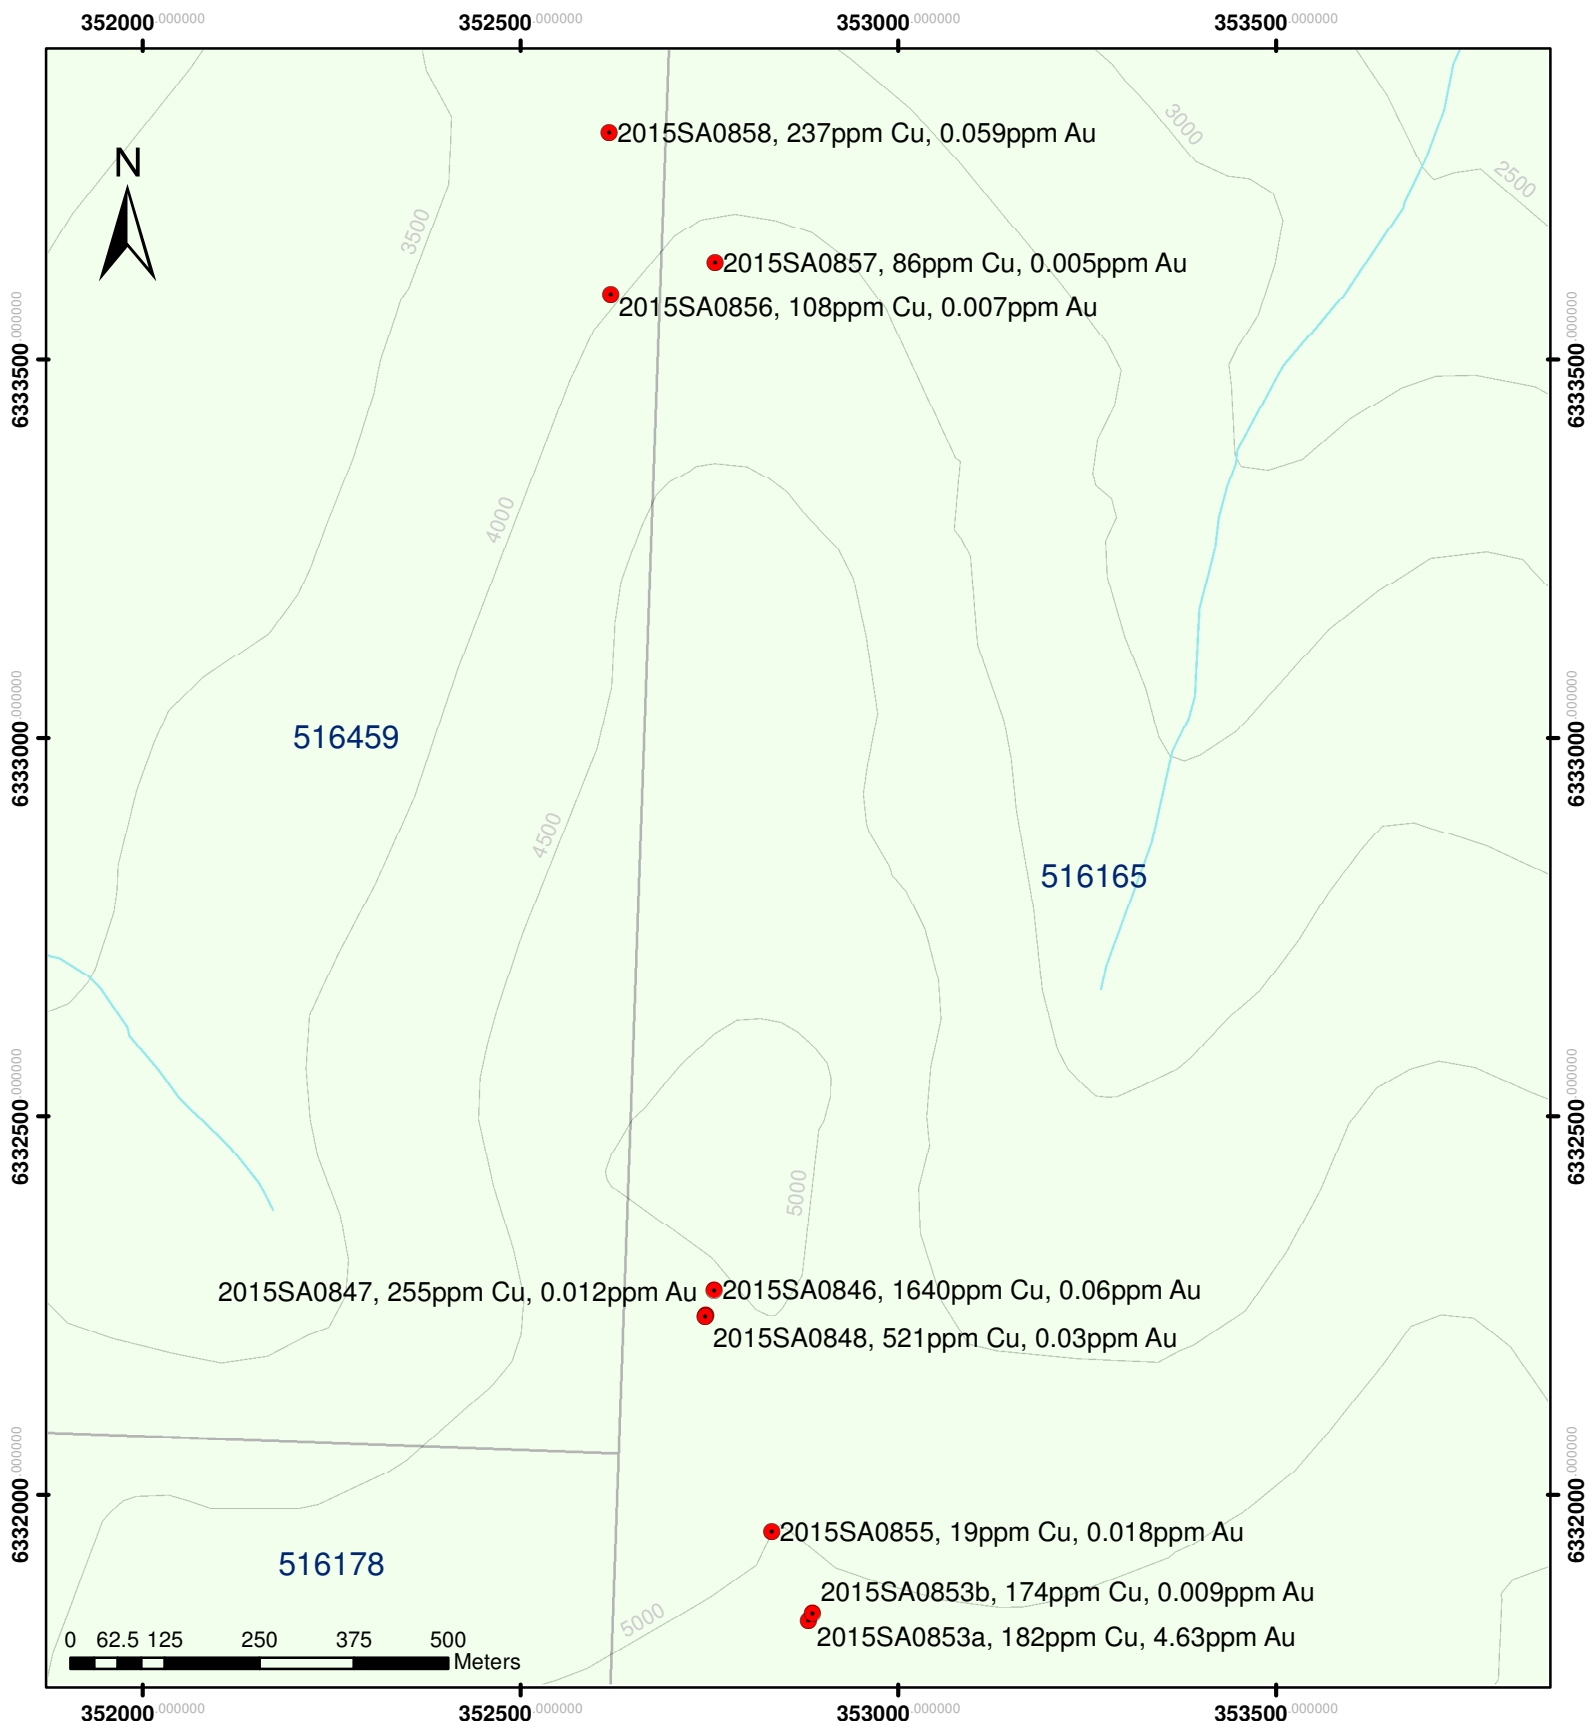 352000.000000 352500.000000 353000.000000 353500.000000
N
2015SA0858, 237ppm Cu, 0.059ppm Au
3000
2500
3500
2015SA0857, 86ppm Cu, 0.005ppm Au
2015SA0856, 108ppm Cu, 0.007ppm Au
6333500.000000 6333500.000000
4000
516459
6333000.000000 6333000.000000
4500
516165
6332500.000000 6332500.000000
5000
2015SA0847, 255ppm Cu, 0.012ppm Au
2015SA0846, 1640ppm Cu, 0.06ppm Au
2015SA0848, 521ppm Cu, 0.03ppm Au
6332000.000000 6332000.000000
2015SA0855, 19ppm Cu, 0.018ppm Au
516178
2015SA0853b, 174ppm Cu, 0.009ppm Au
5000
2015SA0853a, 182ppm Cu, 4.63ppm Au
0 62.5 125 250 375 500
Meters
352000.000000 352500.000000 353000.000000 353500.000000